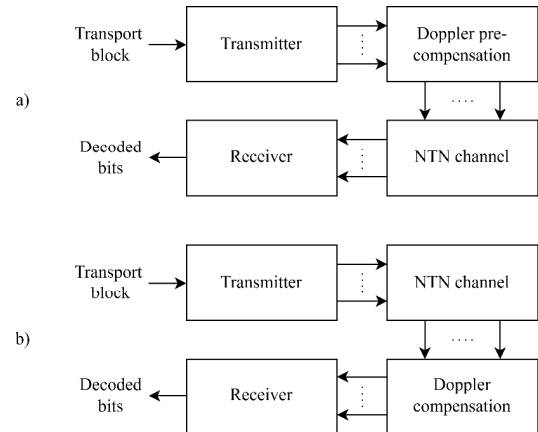 Transport
block
Transmitter
Doppler pre-
compensation
a)
Decoded
bits
Receiver
NTN channel
Transport
block
Transmitter
NTN channel
b)
Decoded
bits
Receiver
Doppler
compensation